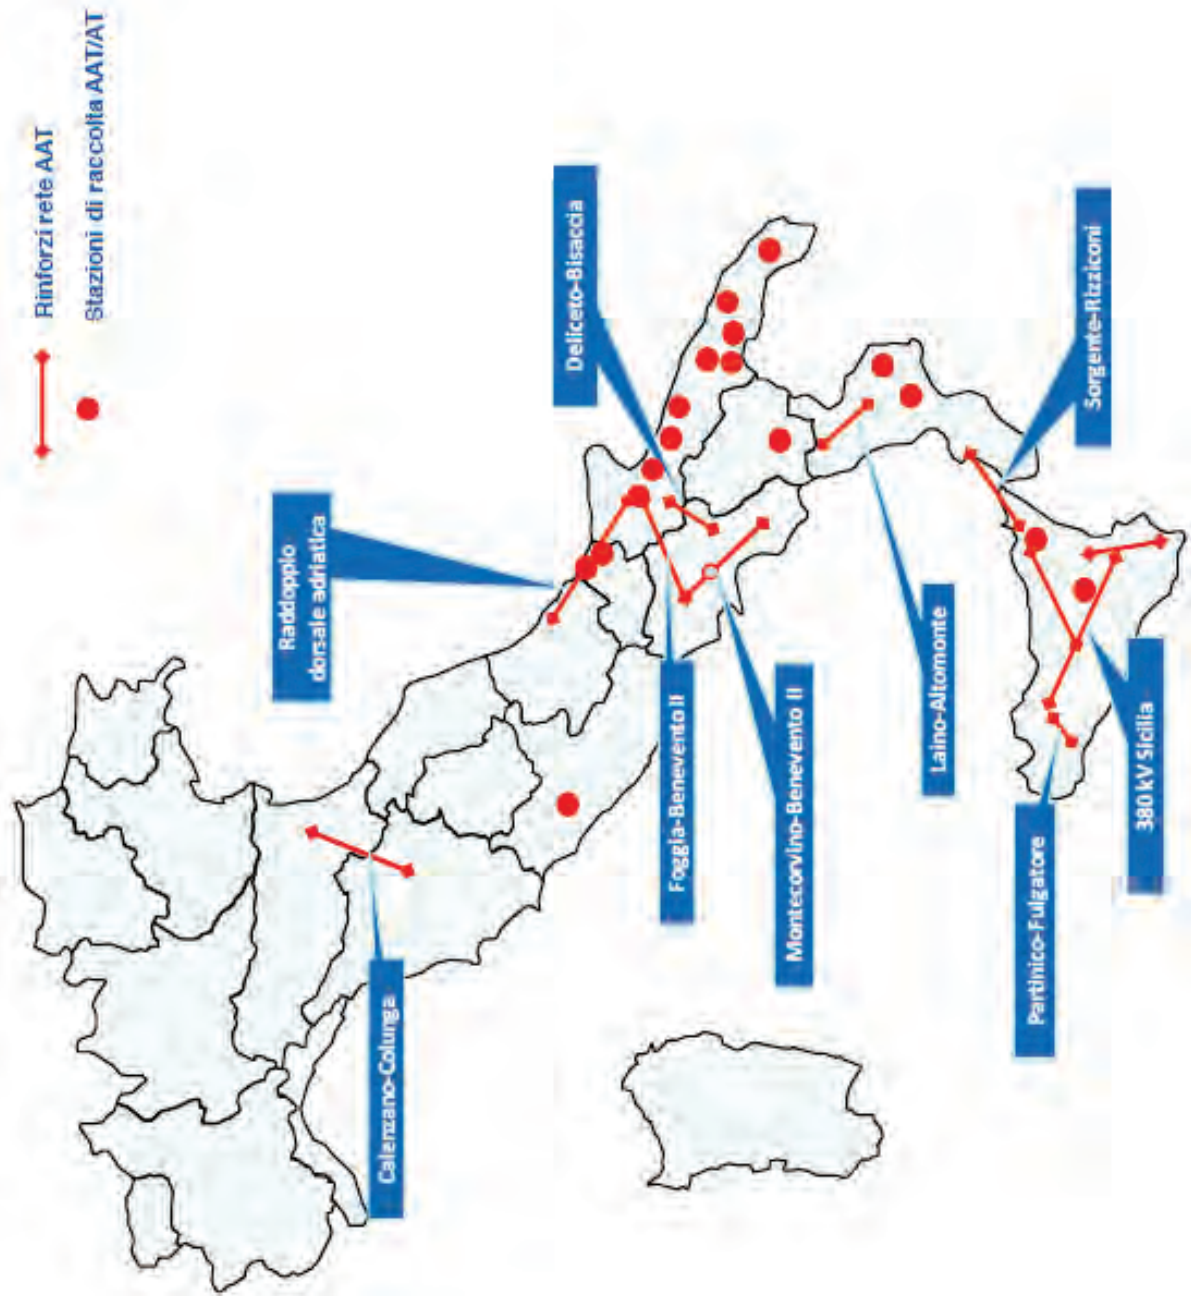 Rinforzi rete AAT
Stazioni di raccolta AAT/AT
Raddoppio
dorsale adriatica
Calenzano-Colunga
Deliceto-Bisaccia
Foggia-Benevento II
Montecorvino-Benevento II
Laino-Altomonte
Sorgente-Rizziconi
Partinico-Fulgatore
380 kV Sicilia